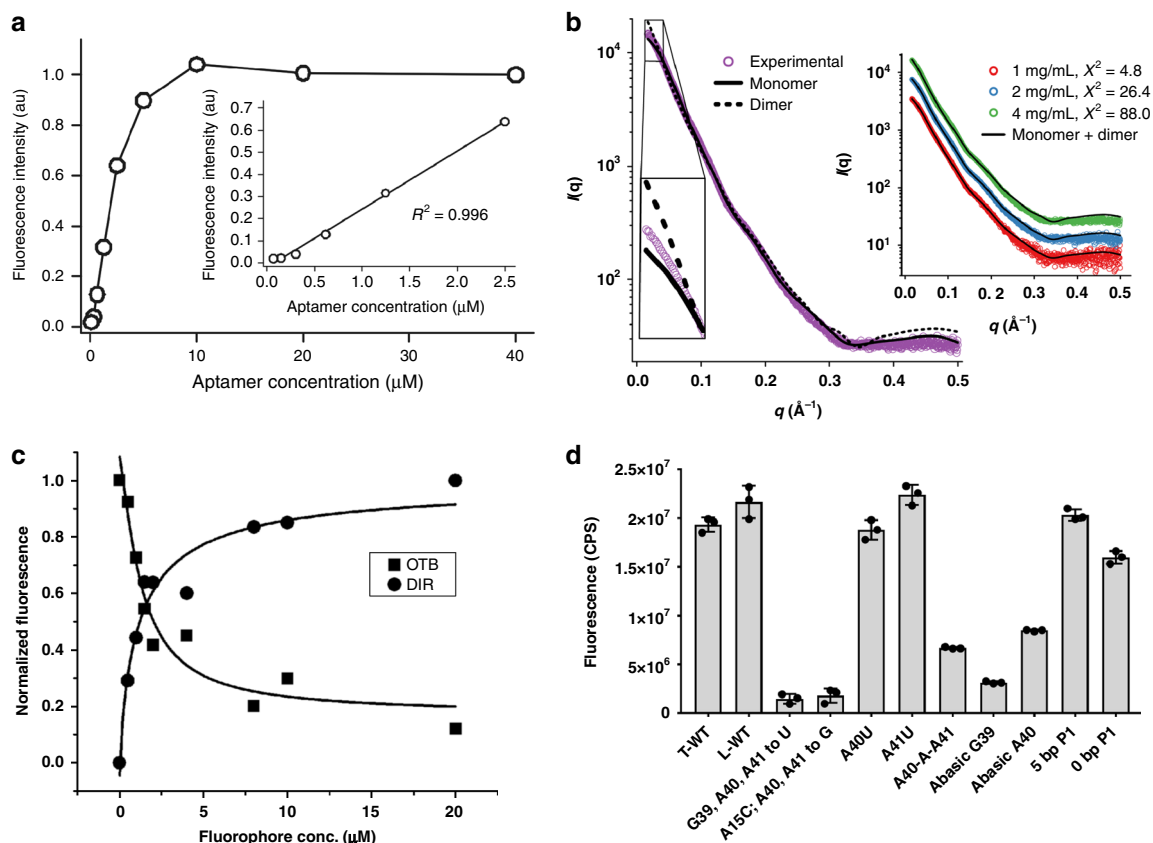 a
Fluorescence intensity (au)
1.0
0.8
0.6
0.4
0.2
0.0
0
10
20
30
40
Aptamer concentration (μM)
Fluorescence intensity (au)
0.7
0.6
0.5
0.4
0.3
0.2
0.1
0.0
0.0
0.5
1.0
1.5
2.0
2.5
Aptamer concentration (μM)
R² = 0.996
b
I(q)
10⁴
10³
10²
0.0
0.1
0.2
0.3
0.4
0.5
q (Å⁻¹)
Experimental
Monomer
Dimer
I(q)
10⁴
10³
10²
10¹
0.0
0.1
0. 2
0.3
0.4
0.5
q (Å⁻¹)
1 mg/mL, X² = 4.8
2 mg/mL, X² = 26.4
4 mg/mL, X² = 88.0
Monomer + dimer
c
Normalized fluorescence
1.0
0.8
0.6
0.4
0.2
0.0
0
5
10
15
20
Fluorophore conc. (μM)
OTB
DIR
d
Fluorescence (CPS)
2.5×10⁷
2×10⁷
1.5×10⁷
1×10⁷
5×10⁶
0
T-WT
L-WT
G39, A40, A41 to U
A15C; A40, A41 to G
A40U
A41U
A40-A-A41
Abasic G39
Abasic A40
5 bp P1
0 bp P1